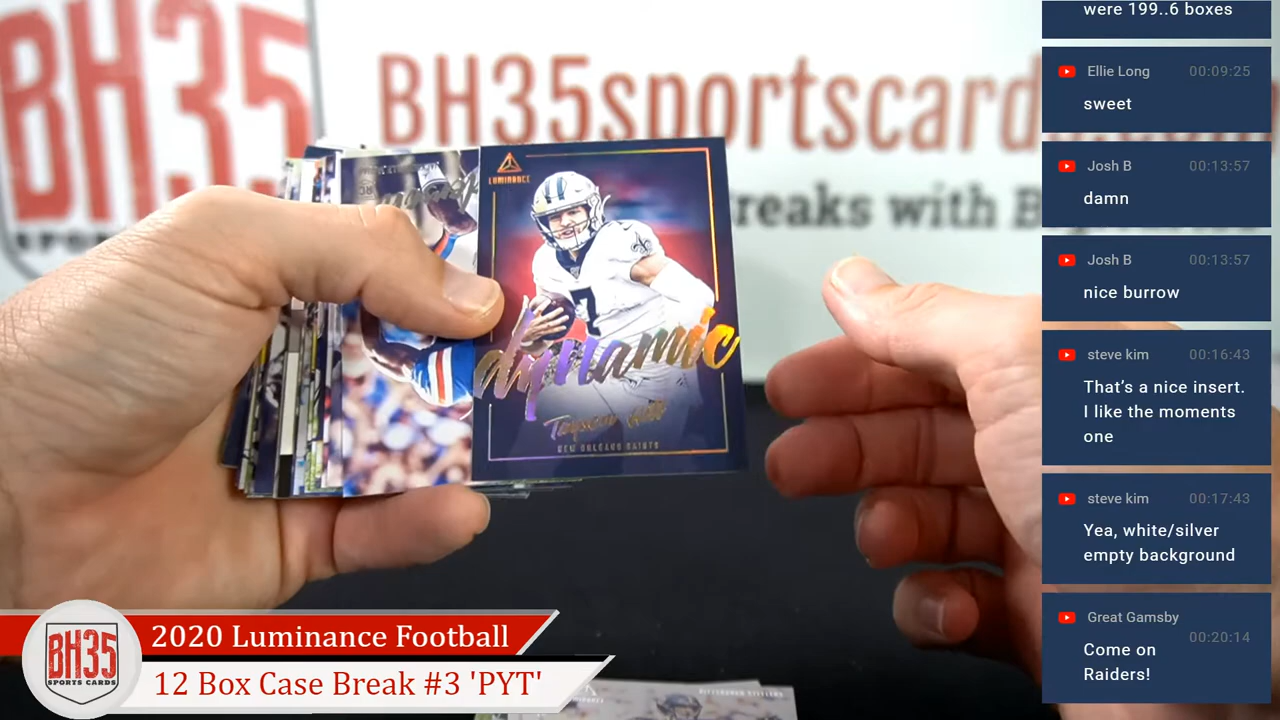 BH35
SPORTS
BH35sportscard
reaks with B
LUMINANCE
dynamic
Taysom Hill
NEW ORLEANS SAINTS
were 199..6 boxes
Ellie Long 00:09:25
sweet
Josh B 00:13:57
damn
Josh B 00:13:57
nice burrow
steve kim 00:16:43
That's a nice insert.
I like the moments
one
steve kim 00:17:43
Yea, white/silver
empty background
Great Gamsby 00:20:14
Come on
Raiders!
BH35
SPORTS CARDS
2020 Luminance Football
12 Box Case Break #3 'PYT'